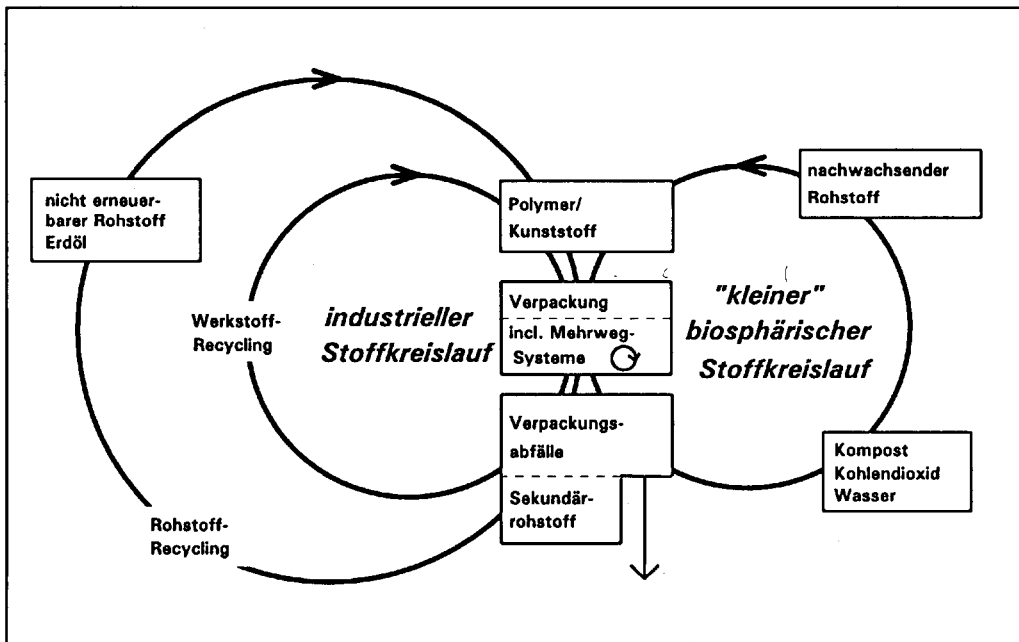 nicht erneuer-
barer Rohstoff
Erdöl
Werkstoff-
Recycling
Rohstoff-
Recycling
industrieller
Stoffkreislauf
Polymer/
Kunststoff
Verpackung
incl. Mehrweg-
Systeme
Verpackungs-
abfälle
Sekundär-
rohstoff
nachwachsender
Rohstoff
"kleiner"
biosphärischer
Stoffkreislauf
Kompost
Kohlendioxid
Wasser